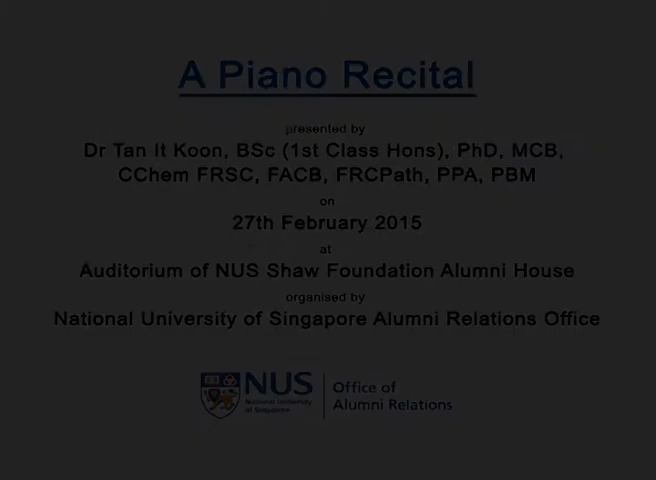 A Piano Recital
presented by
Dr Tan It Koon, BSc (1st Class Hons), PhD, MCB,
CChem FRSC, FACB, FRCPath, PPA, PBM
on
27th February 2015
at
Auditorium of NUS Shaw Foundation Alumni House
organised by
National University of Singapore Alumni Relations Office
NUS
National University
of Singapore
Office of
Alumni Relations